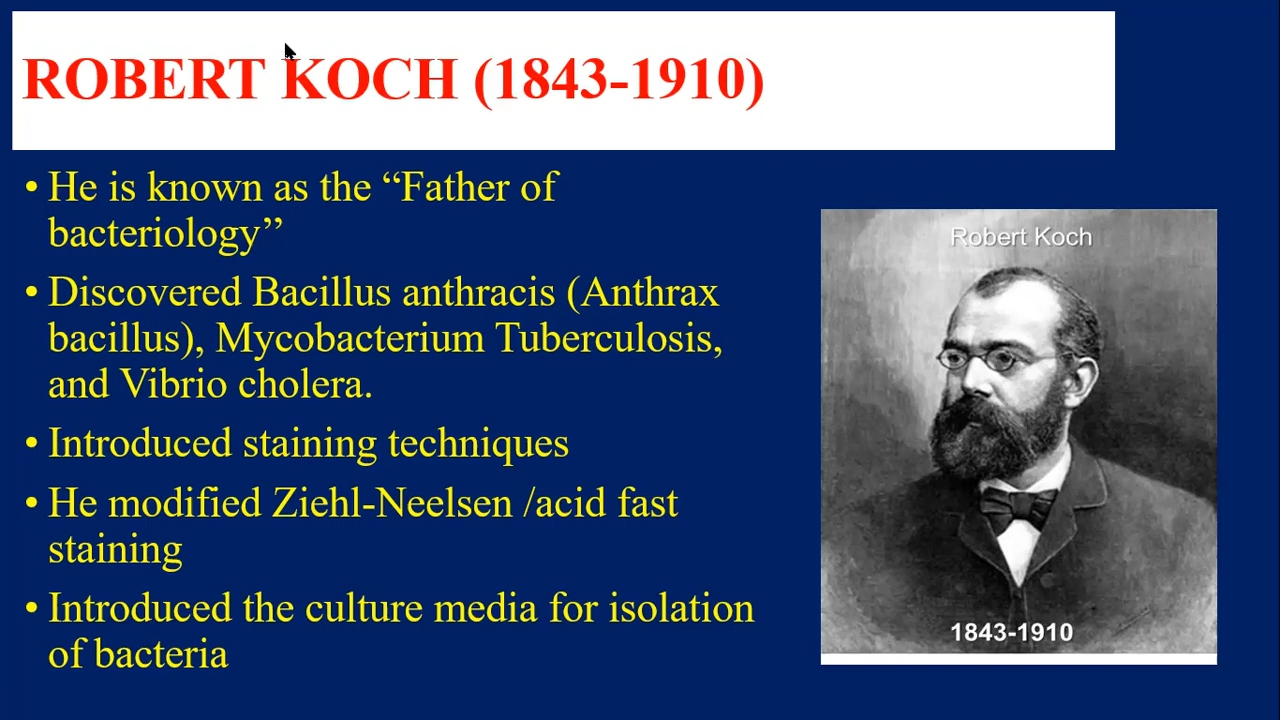 ROBERT KOCH (1843-1910)
• He is known as the “Father of
bacteriology”
• Discovered Bacillus anthracis (Anthrax
bacillus), Mycobacterium Tuberculosis,
and Vibrio cholera.
• Introduced staining techniques
• He modified Ziehl-Neelsen /acid fast
staining
• Introduced the culture media for isolation
of bacteria
Robert Koch
1843-1910